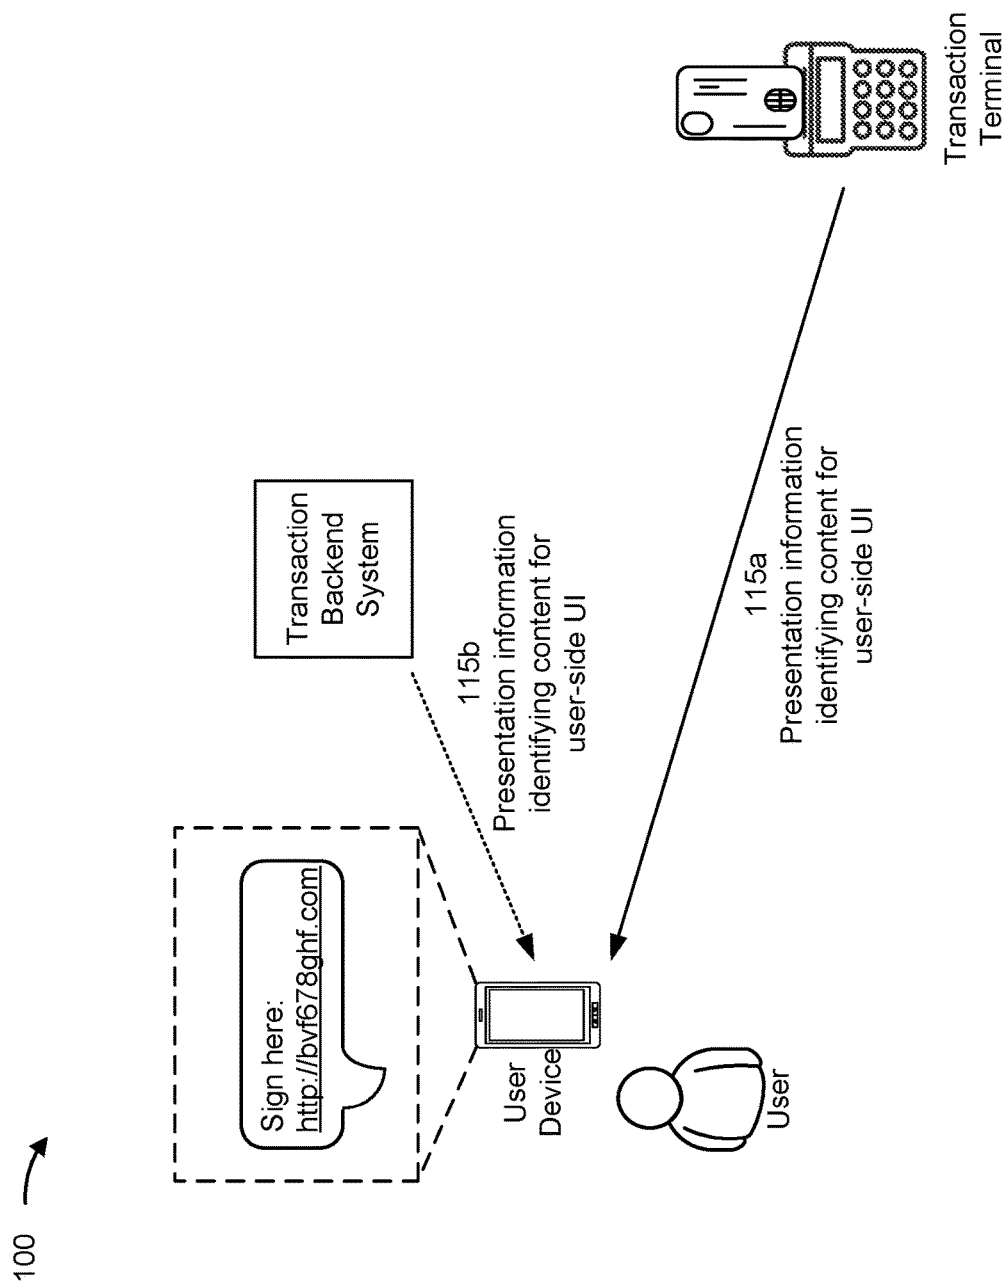 100
Sign here:
http://bvf678ghf.com
User
Device
User
Transaction
Backend
System
115b
Presentation information
identifying content for
user-side UI
115a
Presentation information
identifying content for
user-side UI
Transaction
Terminal